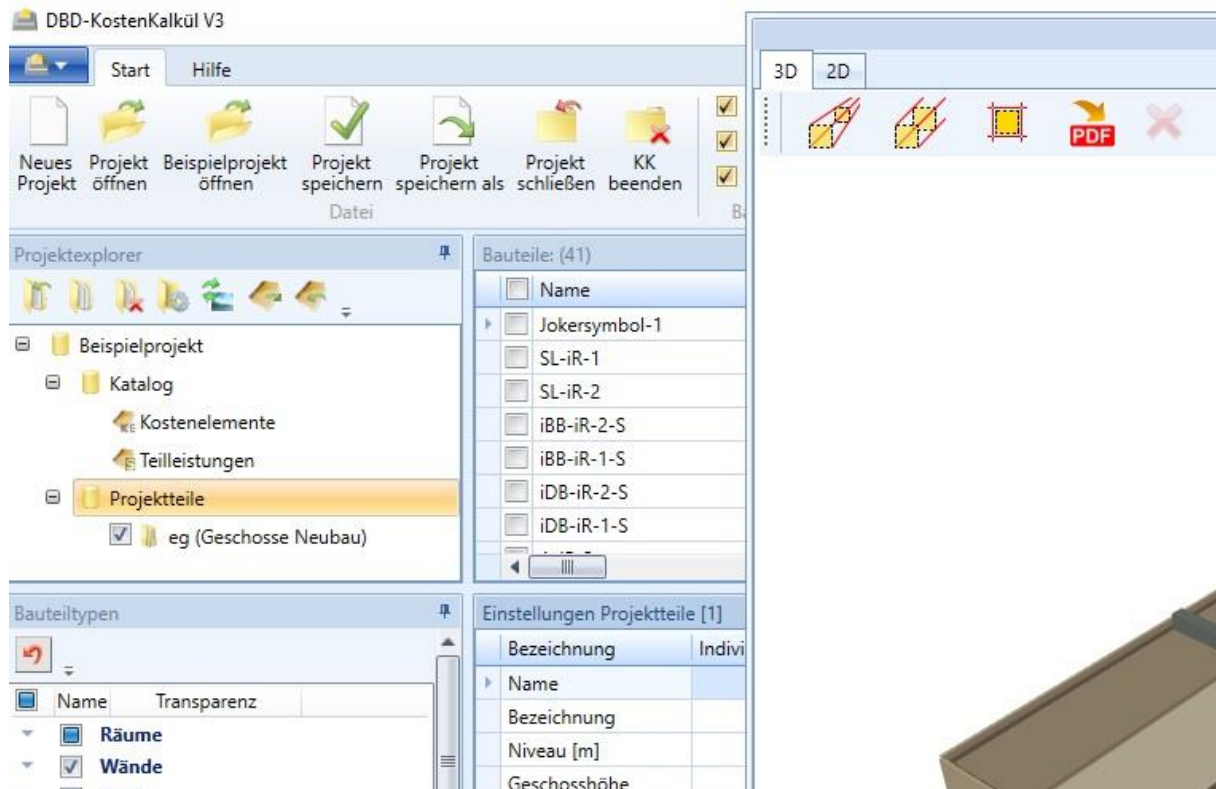 DBD-KostenKalkül V3
Start Hilfe
Neues Projekt Beispielprojekt Projekt Projekt Projekt KK
Projekt öffnen öffnen speichern speichern als schließen beenden
Datei
3D 2D
PDF
Projektexplorer
Beispielprojekt
Katalog
Kostenelemente
Teilleistungen
Projektteile
eg (Geschosse Neubau)
Bauteile: (41)
Name
Jokersymbol-1
SL-iR-1
SL-iR-2
iBB-iR-2-S
iBB-iR-1-S
iDB-iR-2-S
iDB-iR-1-S
Bauteiltypen
Name Transparenz
Räume
Wände
Einstellungen Projektteile [1]
Bezeichnung Indivi
Name
Bezeichnung
Niveau [m]
Geschosshöhe